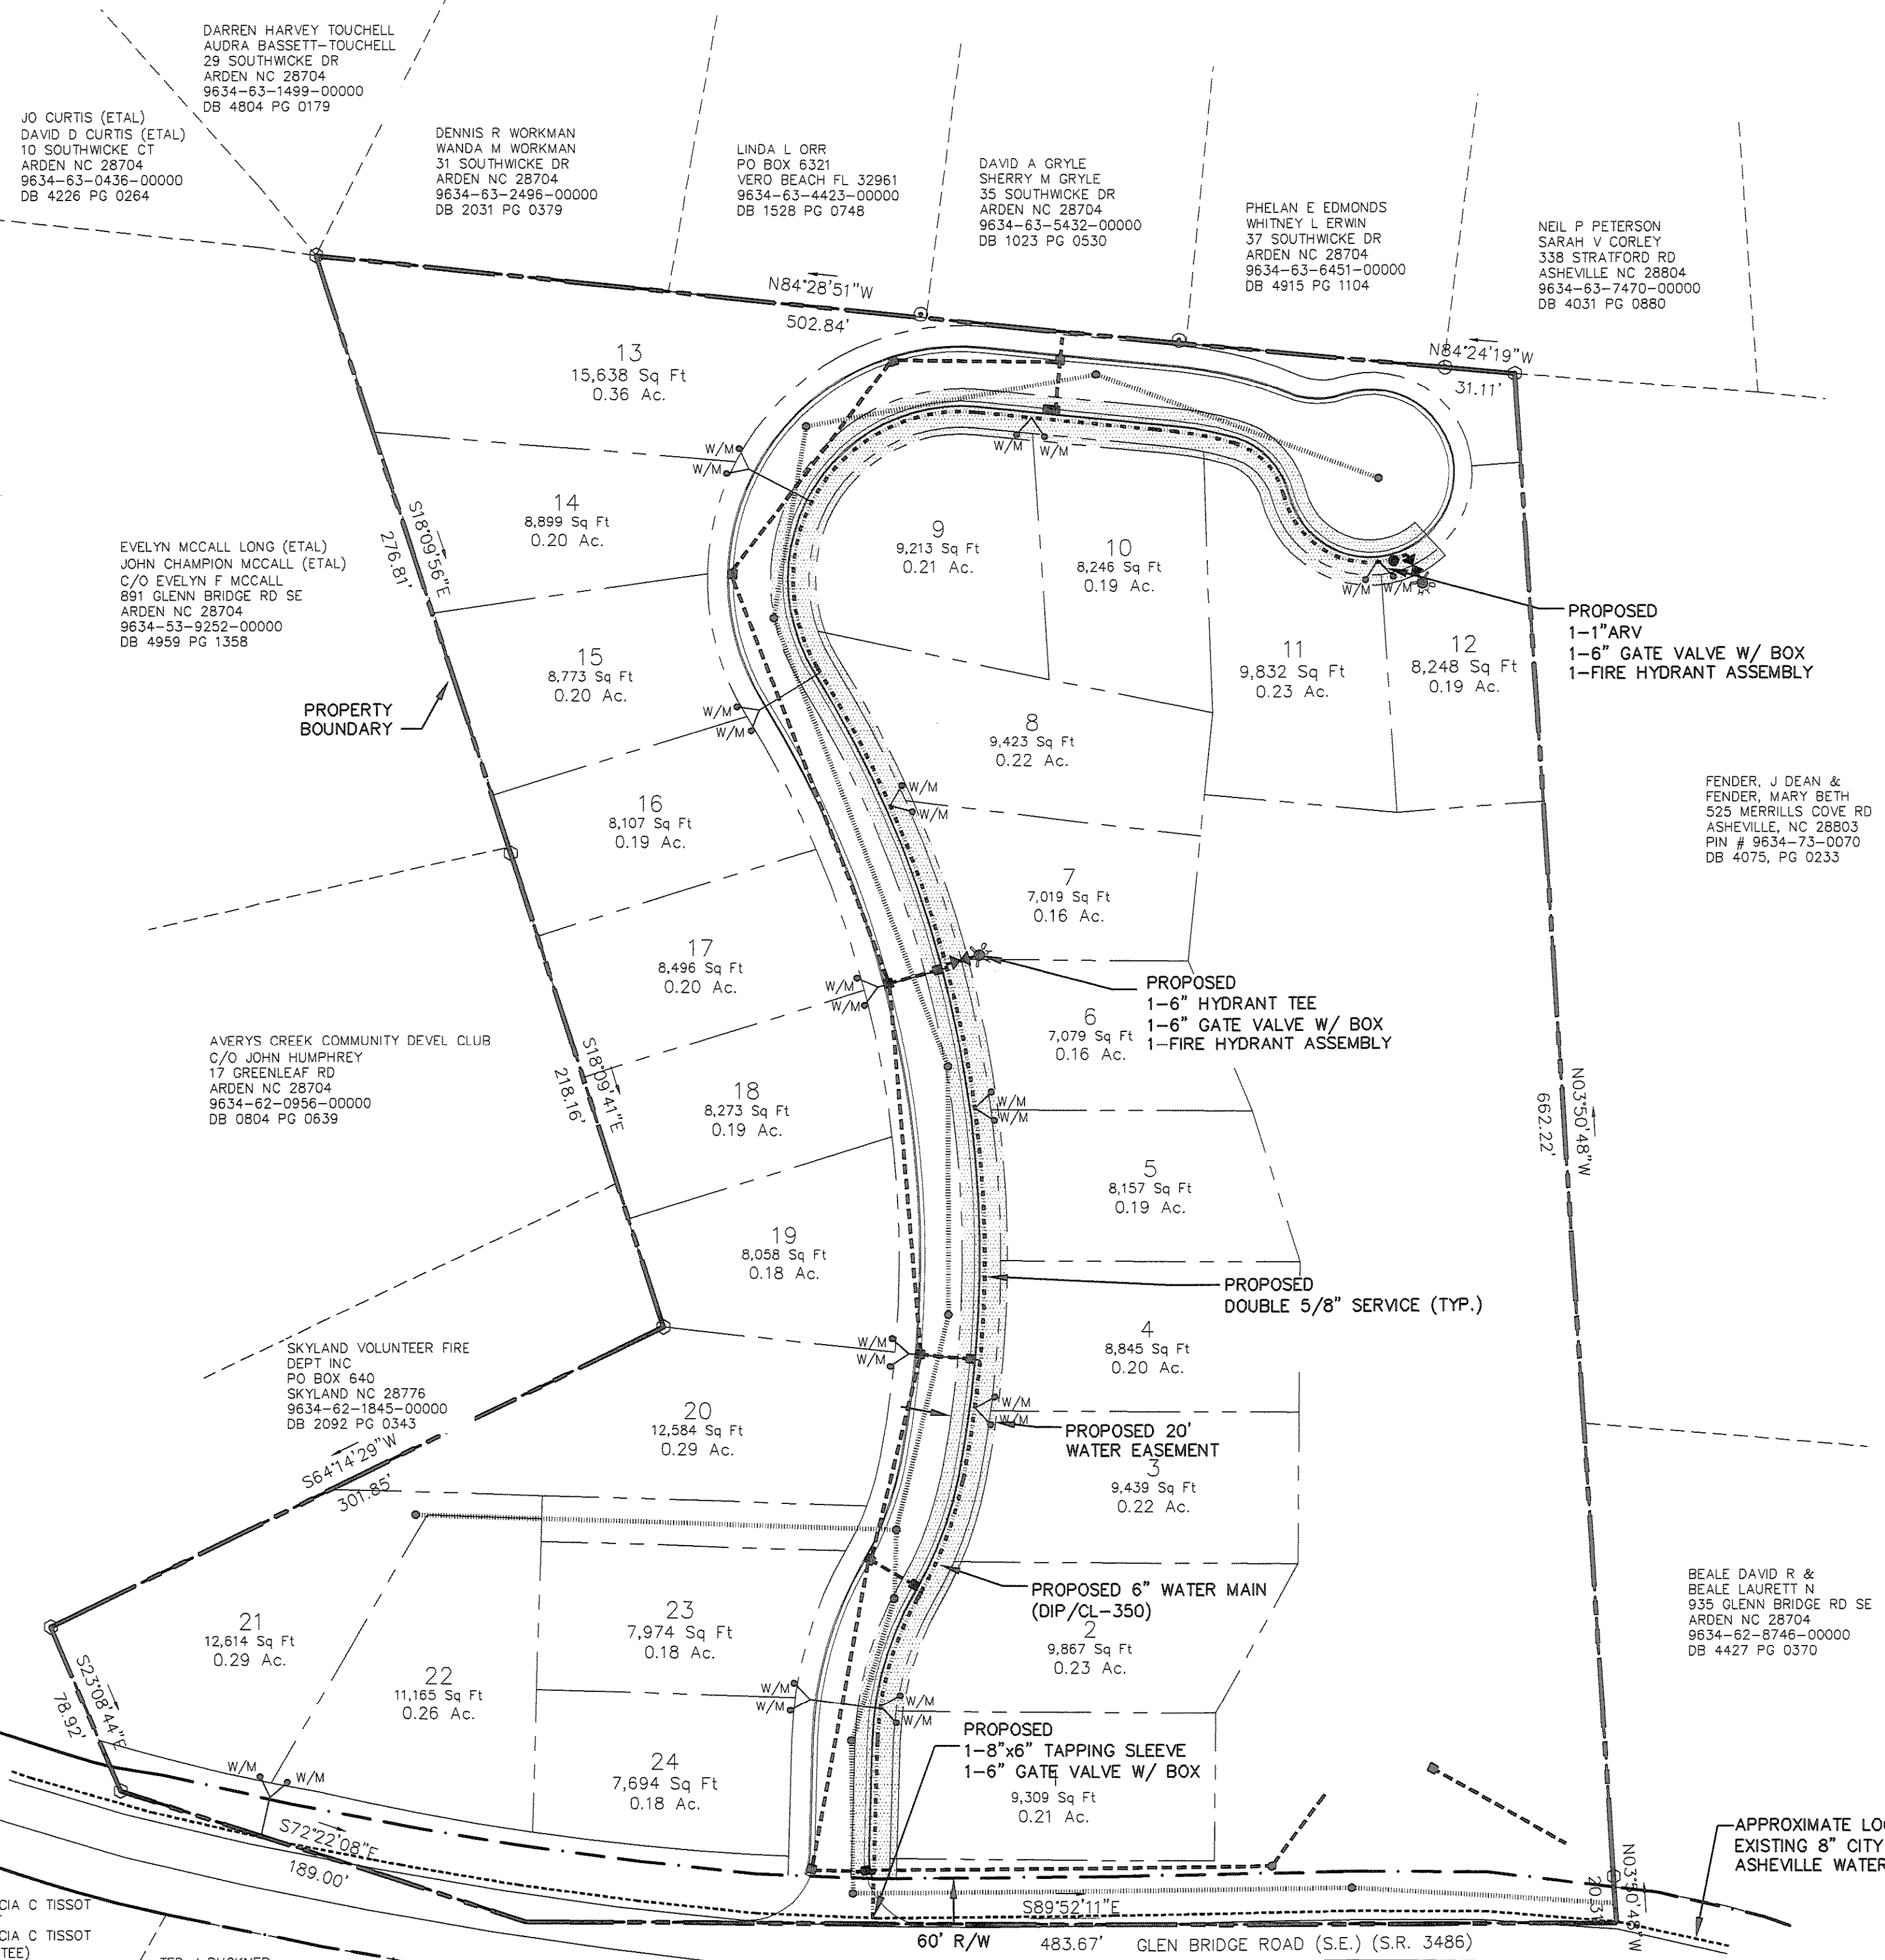 DARREN HARVEY TOUCHELL
AUDRA BASSETT-TOUCHELL
29 SOUTHWICKE DR
ARDEN NC 28704
9634-63-1499-00000
DB 4804 PG 0179
JO CURTIS (ETAL)
DAVID D CURTIS (ETAL)
10 SOUTHWICKE CT
ARDEN NC 28704
9634-63-0436-00000
DB 4226 PG 0264
DENNIS R WORKMAN
WANDA M WORKMAN
31 SOUTHWICKE DR
ARDEN NC 28704
9634-63-2496-00000
DB 2031 PG 0379
LINDA L ORR
PO BOX 6321
VERO BEACH FL 32961
9634-63-4423-00000
DB 1528 PG 0748
DAVID A GRYLE
SHERRY M GRYLE
35 SOUTHWICKE DR
ARDEN NC 28704
9634-63-5432-00000
DB 1023 PG 0530
PHELAN E EDMONDS
WHITNEY L ERWIN
37 SOUTHWICKE DR
ARDEN NC 28704
9634-63-6451-00000
DB 4915 PG 1104
NEIL P PETERSON
SARAH V CORLEY
338 STRATFORD RD
ASHEVILLE NC 28804
9634-63-7470-00000
DB 4031 PG 0880
N84°28'51"W
502.84'
N84°24'19"W
31.11'
13
15,638 Sq Ft
0.36 Ac.
W/M
W/M
W/M
W/M
14
8,899 Sq Ft
0.20 Ac.
S18°09'56"E
276.81'
9
9,213 Sq Ft
0.21 Ac.
10
8,246 Sq Ft
0.19 Ac.
W/M
W/M
EVELYN MCCALL LONG (ETAL)
JOHN CHAMPION MCCALL (ETAL)
C/O EVELYN F MCCALL
891 GLENN BRIDGE RD SE
ARDEN NC 28704
9634-53-9252-00000
DB 4959 PG 1358
PROPOSED
1-1"ARV
1-6" GATE VALVE W/ BOX
1-FIRE HYDRANT ASSEMBLY
15
8,773 Sq Ft
0.20 Ac.
11
9,832 Sq Ft
0.23 Ac.
12
8,248 Sq Ft
0.19 Ac.
PROPERTY
BOUNDARY
W/M
W/M
8
9,423 Sq Ft
0.22 Ac.
16
8,107 Sq Ft
0.19 Ac.
W/M
W/M
FENDER, J DEAN &
FENDER, MARY BETH
525 MERRILLS COVE RD
ASHEVILLE, NC 28803
PIN # 9634-73-0070
DB 4075, PG 0233
7
7,019 Sq Ft
0.16 Ac.
17
8,496 Sq Ft
0.20 Ac.
W/M
W/M
PROPOSED
1-6" HYDRANT TEE
1-6" GATE VALVE W/ BOX
1-FIRE HYDRANT ASSEMBLY
6
7,079 Sq Ft
0.16 Ac.
AVERYS CREEK COMMUNITY DEVEL CLUB
C/O JOHN HUMPHREY
17 GREENLEAF RD
ARDEN NC 28704
9634-62-0956-00000
DB 0804 PG 0639
S18°09'41"E
218.16'
18
8,273 Sq Ft
0.19 Ac.
W/M
W/M
N03°50'48"W
662.22'
5
8,157 Sq Ft
0.19 Ac.
19
8,058 Sq Ft
0.18 Ac.
PROPOSED
DOUBLE 5/8" SERVICE (TYP.)
4
8,845 Sq Ft
0.20 Ac.
W/M
W/M
SKYLAND VOLUNTEER FIRE
DEPT INC
PO BOX 640
SKYLAND NC 28776
9634-62-1845-00000
DB 2092 PG 0343
W/M
W/M
20
12,584 Sq Ft
0.29 Ac.
PROPOSED 20'
WATER EASEMENT
3
9,439 Sq Ft
0.22 Ac.
S64°14'29"W
301.85'
PROPOSED 6" WATER MAIN
(DIP/CL-350)
2
9,867 Sq Ft
0.23 Ac.
BEALE DAVID R &
BEALE LAURETT N
935 GLENN BRIDGE RD SE
ARDEN NC 28704
9634-62-8746-00000
DB 4427 PG 0370
21
12,614 Sq Ft
0.29 Ac.
23
7,974 Sq Ft
0.18 Ac.
22
11,165 Sq Ft
0.26 Ac.
S23°08'44"E
78.92'
W/M
W/M
W/M
W/M
PROPOSED
1-8"x6" TAPPING SLEEVE
1-6" GATE VALVE W/ BOX
1
9,309 Sq Ft
0.21 Ac.
24
7,694 Sq Ft
0.18 Ac.
W/M
W/M
S72°22'08"E
189.00'
APPROXIMATE LO
EXISTING 8" CITY
ASHEVILLE WATER
N03°50'48"W
20.31'
S89°52'11"E
60' R/W
483.67'
GLEN BRIDGE ROAD (S.E.) (S.R. 3486)
CIA C TISSOT
CIA C TISSOT
TEE)